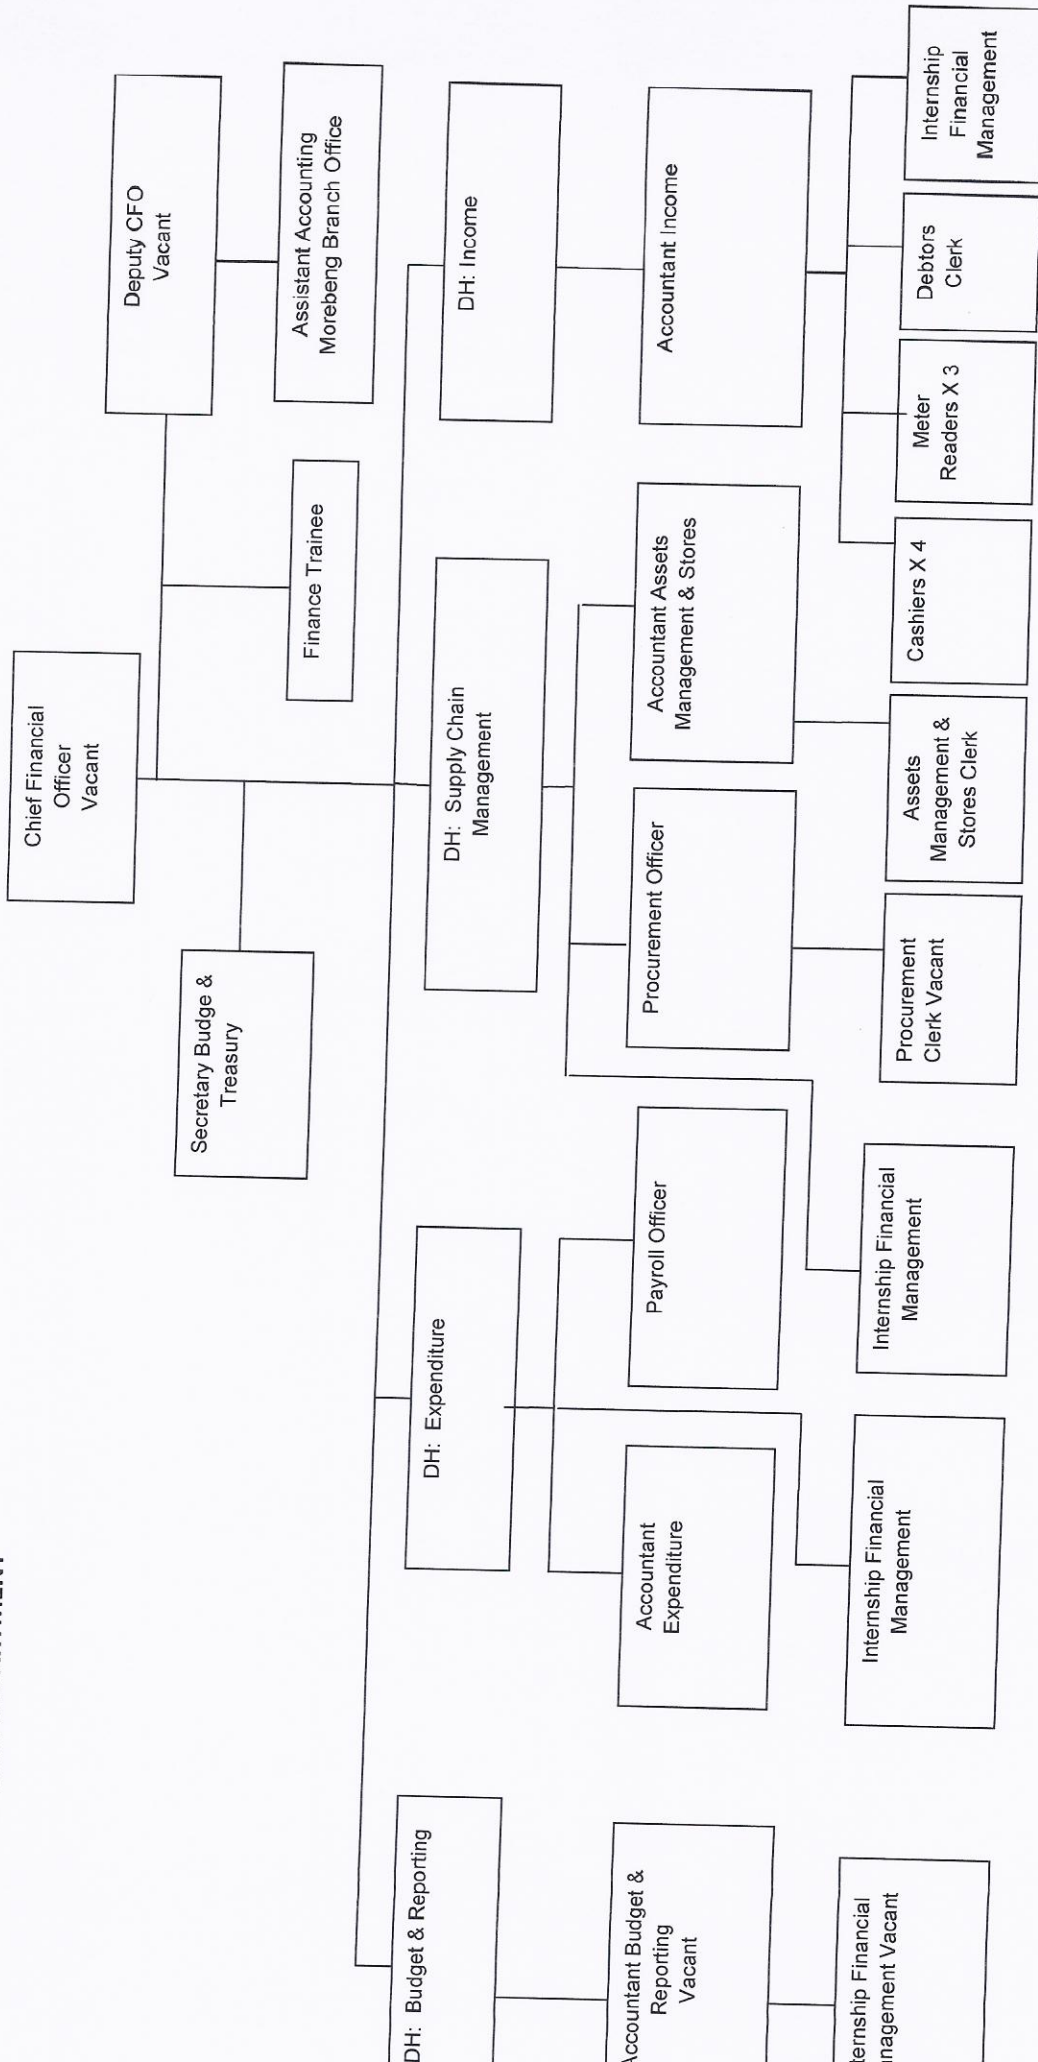 Chief Financial
Officer
Vacant
Deputy CFO
Vacant
Secretary Budge &
Treasury
Finance Trainee
Assistant Accounting
Morebeng Branch Office
DH: Budget & Reporting
DH: Expenditure
DH: Supply Chain
Management
DH: Income
Accountant Budget &
Reporting
Vacant
Accountant
Expenditure
Payroll Officer
Procurement Officer
Accountant Assets
Management & Stores
Accountant Income
Financial
Vacant
Internship Financial
Management
Internship Financial
Management
Procurement
Clerk Vacant
Assets
Management &
Stores Clerk
Cashiers X 4
Meter
Readers X 3
Debtors
Clerk
Internship
Financial
Management